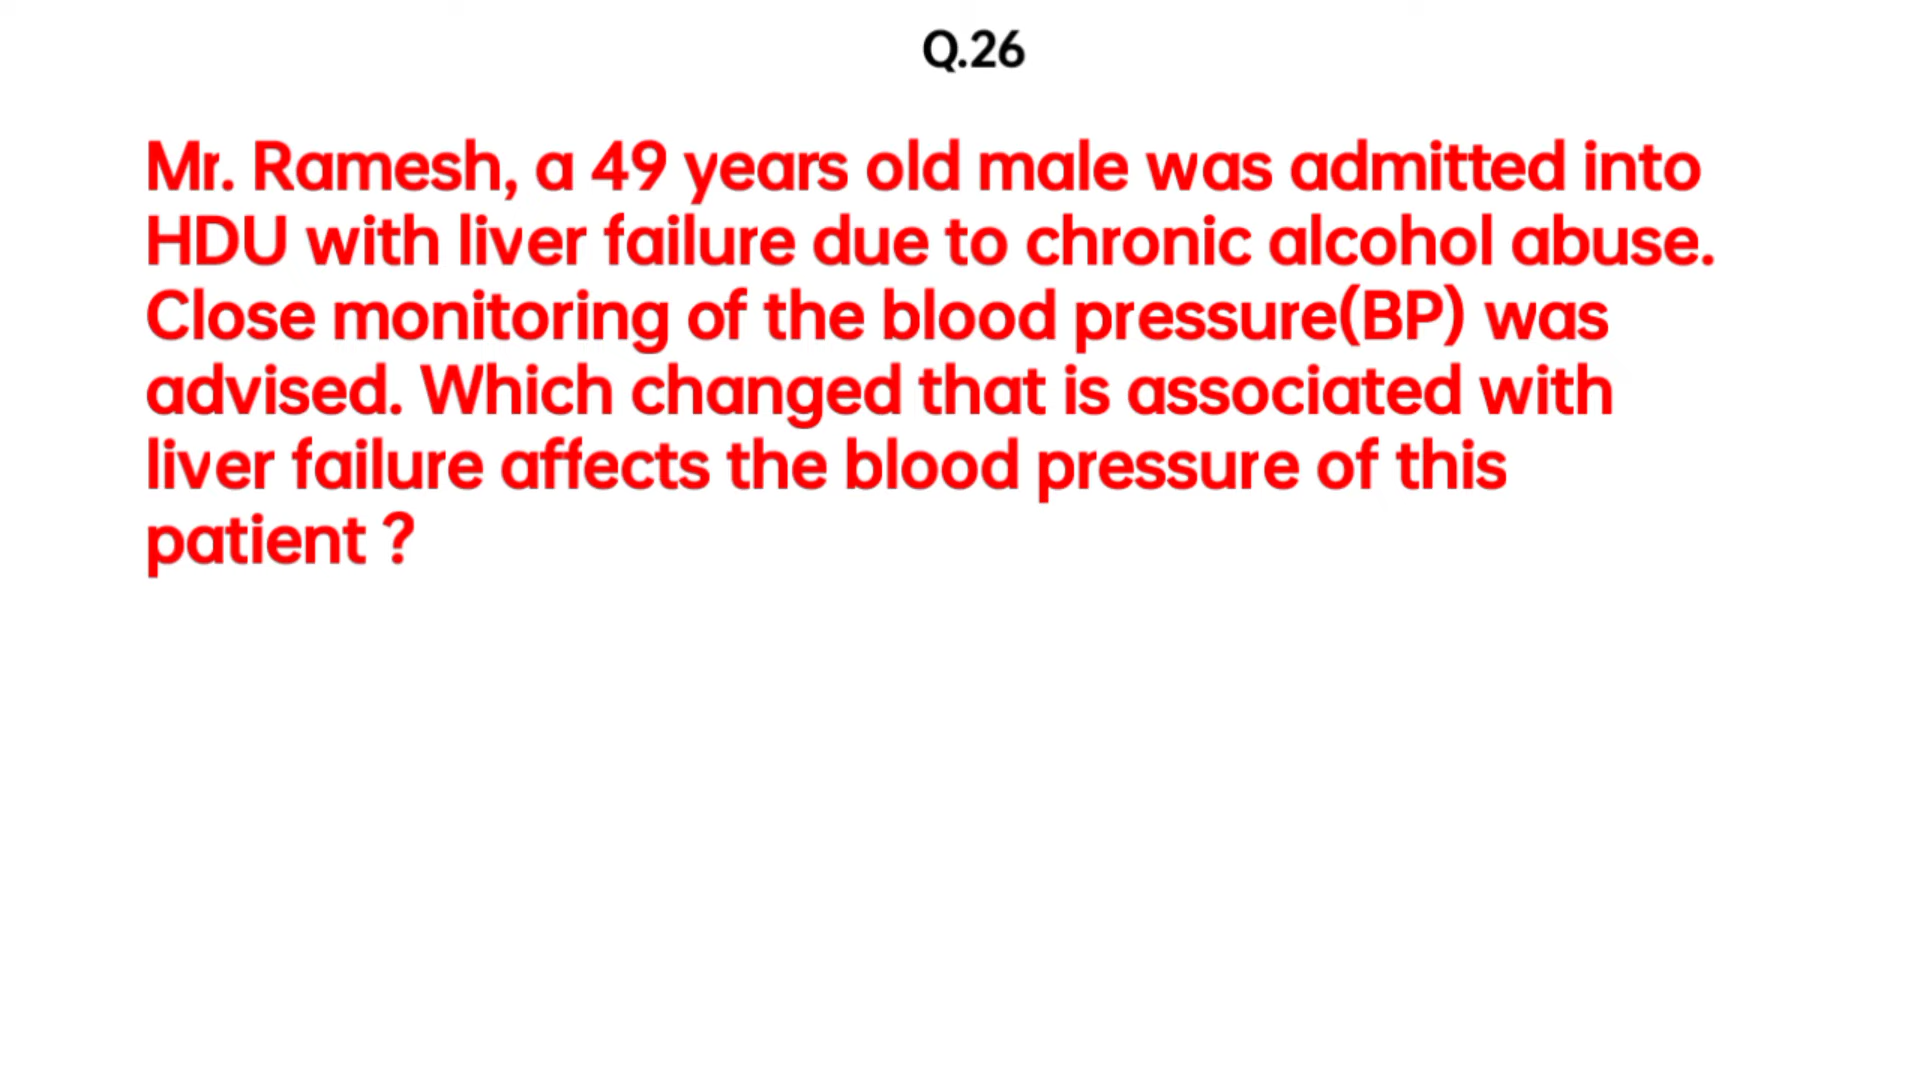 Q.26
Mr. Ramesh, a 49 years old male was admitted into
HDU with liver failure due to chronic alcohol abuse.
Close monitoring of the blood pressure(BP) was
advised. Which changed that is associated with
liver failure affects the blood pressure of this
patient ?